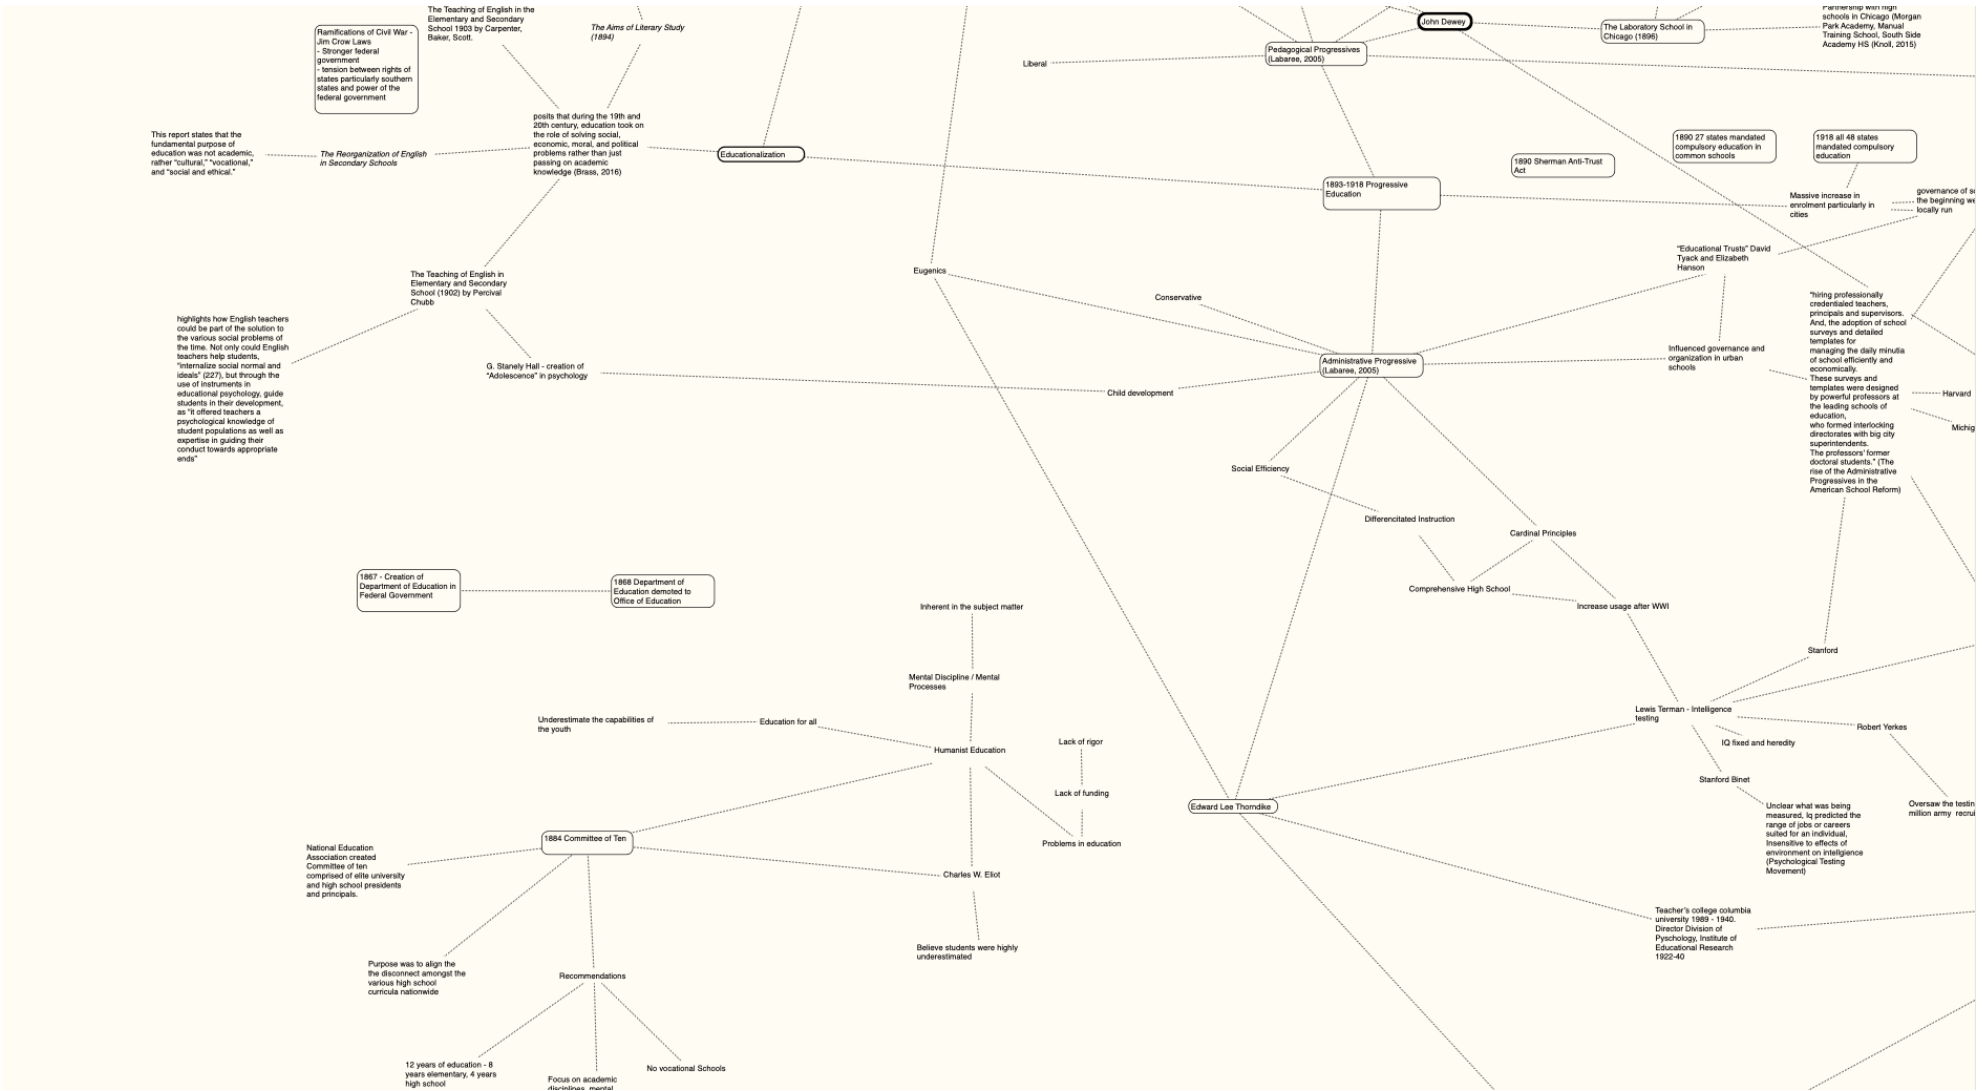 The Teaching of English in the
Elementary and Secondary
School 1903 by Carpenter,
Baker, Scott.
The Aims of Literary Study
(1894)
Ramifications of Civil War -
Jim Crow Laws
- Stronger federal
government
- tension between rights of
states particularly southern
states and power of the
federal government
John Dewey
The Laboratory School in
Chicago (1896)
Partnership with high
schools in Chicago (Morgan
Park Academy, Manual
Training School, South Side
Academy HS (Knoll, 2015)
Pedagogical Progressives
(Labaree, 2005)
Liberal
This report states that the
fundamental purpose of
education was not academic,
rather “cultural,” “vocational,”
and “social and ethical.”
The Reorganization of English
in Secondary Schools
posits that during the 19th and
20th century, education took on
the role of solving social,
economic, moral, and political
problems rather than just
passing on academic
knowledge (Brass, 2016)
Educationalization
1893-1918 Progressive
Education
1890 Sherman Anti-Trust
Act
1890 27 states mandated
compulsory education in
common schools
1918 all 48 states
mandated compulsory
education
Massive increase in
enrolment particularly in
cities
governance of
the beginning
locally run
"Educational Trusts" David
Tyack and Elizabeth
Hanson
The Teaching of English in
Elementary and Secondary
School (1902) by Percival
Chubb
Eugenics
Conservative
highlights how English teachers
could be part of the solution to
the various social problems of
the time. Not only could English
teachers help students,
“internalize social normal and
ideals” (227), but through the
use of instruments in
educational psychology, guide
students in their development,
as “it offered teachers a
psychological knowledge of
student populations as well as
expertise in guiding their
conduct towards appropriate
ends”
G. Stanely Hall - creation of
“Adolescence” in psychology
Child development
Administrative Progressive
(Labaree, 2005)
Influenced governance and
organization in urban
schools
"hiring professionally
credentialed teachers,
principals and supervisors.
And, the adoption of school
surveys and detailed
templates for
managing the daily minutia
of school efficiently and
economically.
These surveys and
templates were designed
by powerful professors at
the leading schools of
education,
who formed interlocking
directorates with big city
superintendents.
The professors' former
doctoral students." (The
rise of the Administrative
Progressives in the
American School Reform)
Harvard
Michig
Social Efficiency
Differencitated Instruction
Cardinal Principles
Comprehensive High School
Increase usage after WWI
1867 - Creation of
Department of Education in
Federal Government
1868 Department of
Education demoted to
Office of Education
Inherent in the subject matter
Mental Discipline / Mental
Processes
Underestimate the capabilities of
the youth
Education for all
Humanist Education
Lack of rigor
Lack of funding
Problems in education
Stanford
Lewis Terman - Intelligence
testing
IQ fixed and heredity
Robert Yerkes
Stanford Binet
Unclear what was being
measured, Iq predicted the
range of jobs or careers
suited for an individual,
Insensitive to effects of
environment on intellgience
(Psychological Testing
Movement)
Oversaw the testin
million army recrui
Edward Lee Thorndike
1884 Committee of Ten
National Education
Association created
Committee of ten
comprised of elite university
and high school presidents
and principals.
Charles W. Eliot
Believe students were highly
underestimated
Teacher's college columbia
university 1989 - 1940.
Director Division of
Pyschology, Institute of
Educational Research
1922-40
Purpose was to align the
the disconnect amongst the
various high school
curricula nationwide
Recommendations
12 years of education - 8
years elementary, 4 years
high school
Focus on academic
disciplines, mental
No vocational Schools